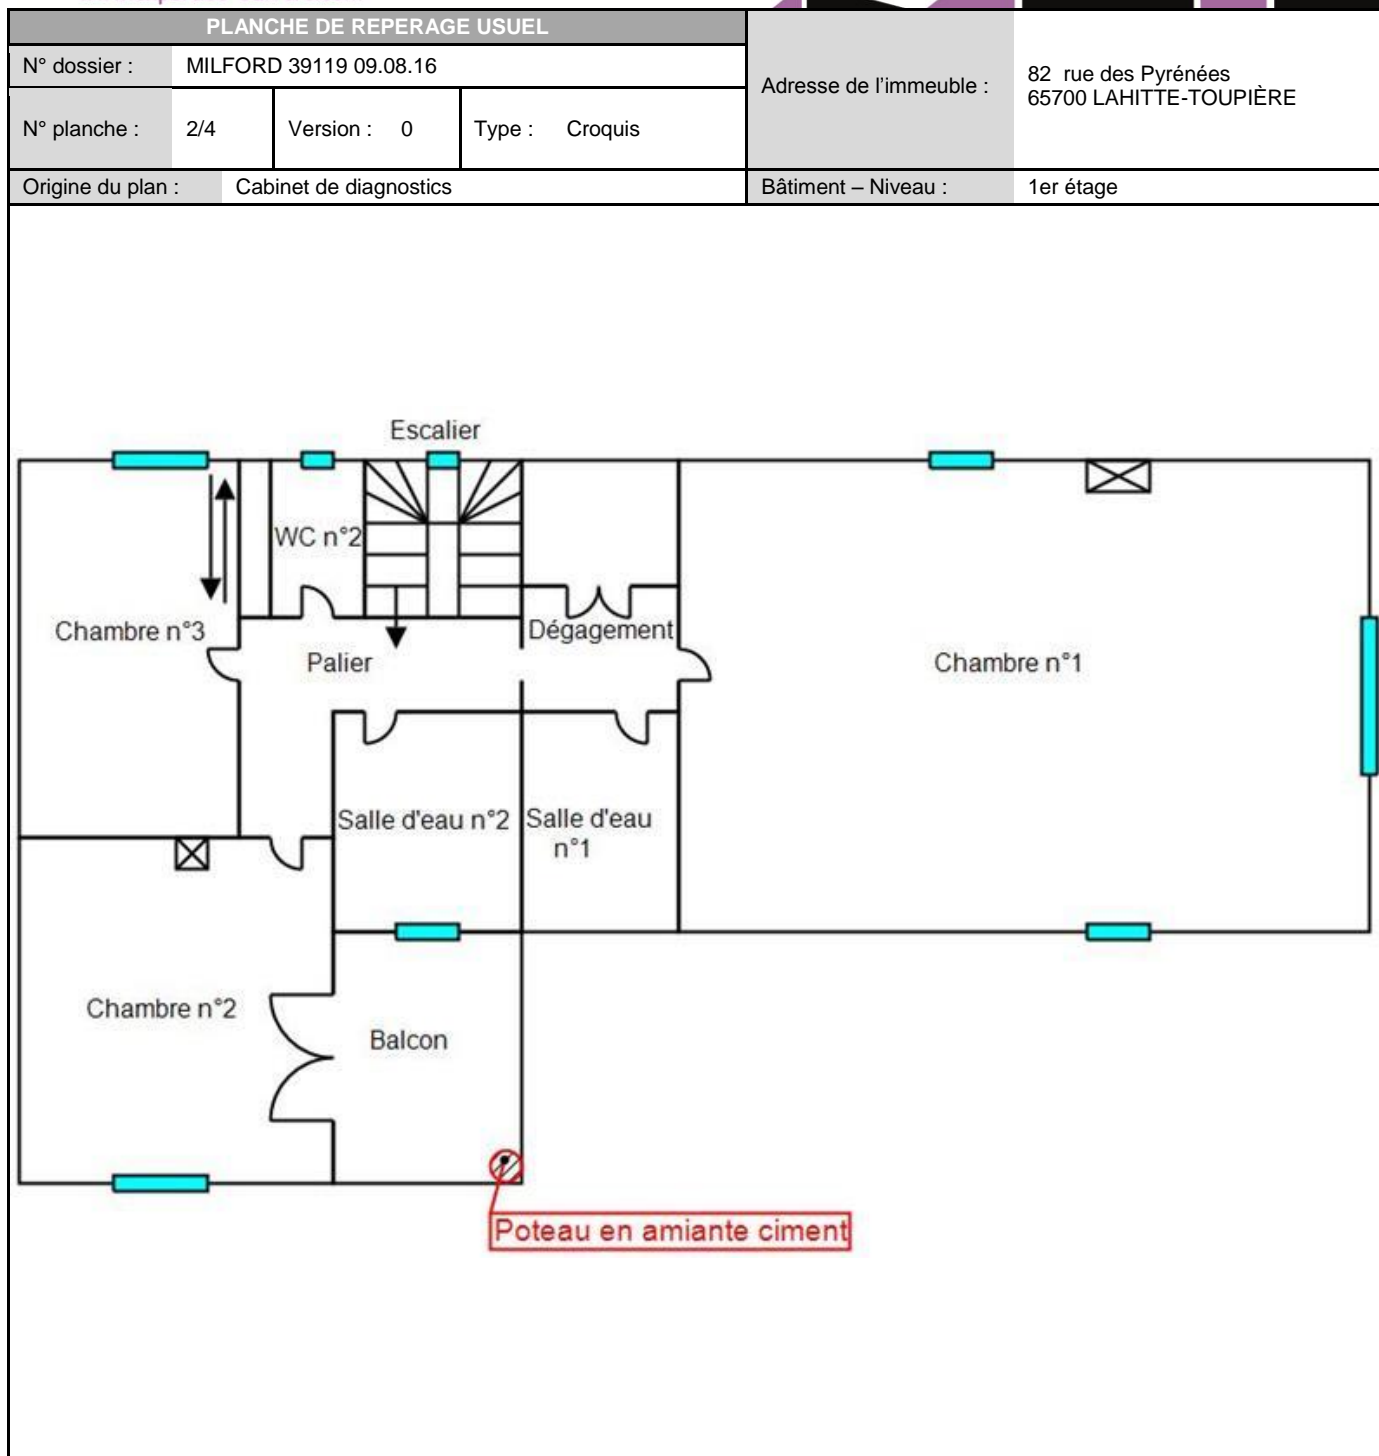 PLANCHE DE REPERAGE USUEL
N° dossier : MILFORD 39119 09.08.16
Adresse de l'immeuble :
82 rue des Pyrénées
65700 LAHITTE-TOUPIÈRE
N° planche : 2/4 Version : 0 Type : Croquis
Origine du plan : Cabinet de diagnostics
Bâtiment – Niveau : 1er étage
Escalier
WC n°2
Chambre n°3
Palier
Dégagement
Chambre n°1
Salle d'eau n°2
Salle d'eau
n°1
Chambre n°2
Balcon
Poteau en amiante ciment